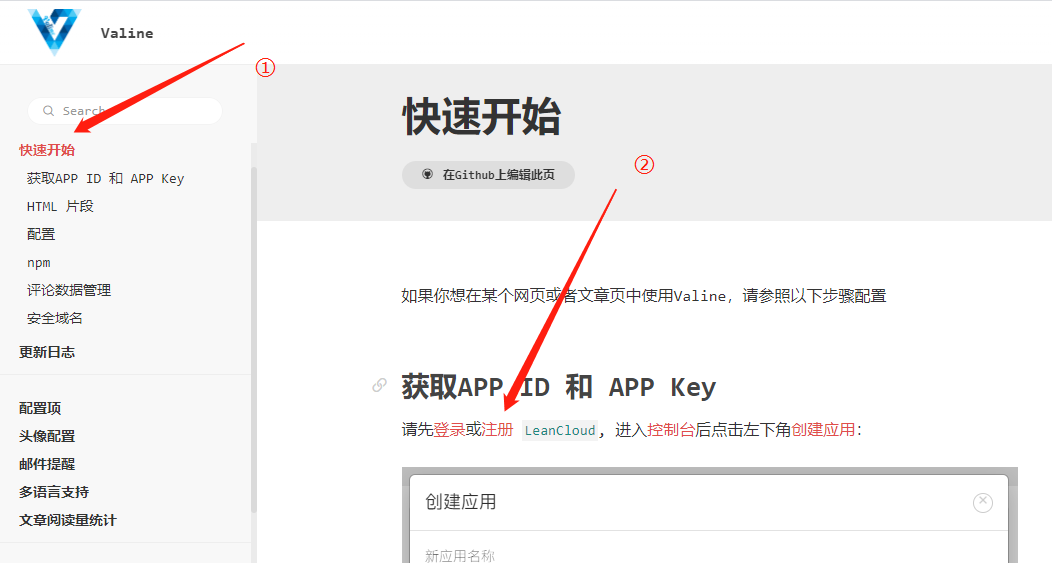 Valine
①
Search
快速开始
获取APP ID 和 APP Key
HTML 片段
配置
npm
评论数据管理
安全域名
更新日志
配置项
头像配置
邮件提醒
多语言支持
文章阅读量统计
快速开始
②
在Github上编辑此页
如果你想在某个网页或者文章页中使用Valine, 请参照以下步骤配置
获取APP ID 和 APP Key
请先登录或注册 LeanCloud, 进入控制台后点击左下角创建应用:
创建应用
新应用名称